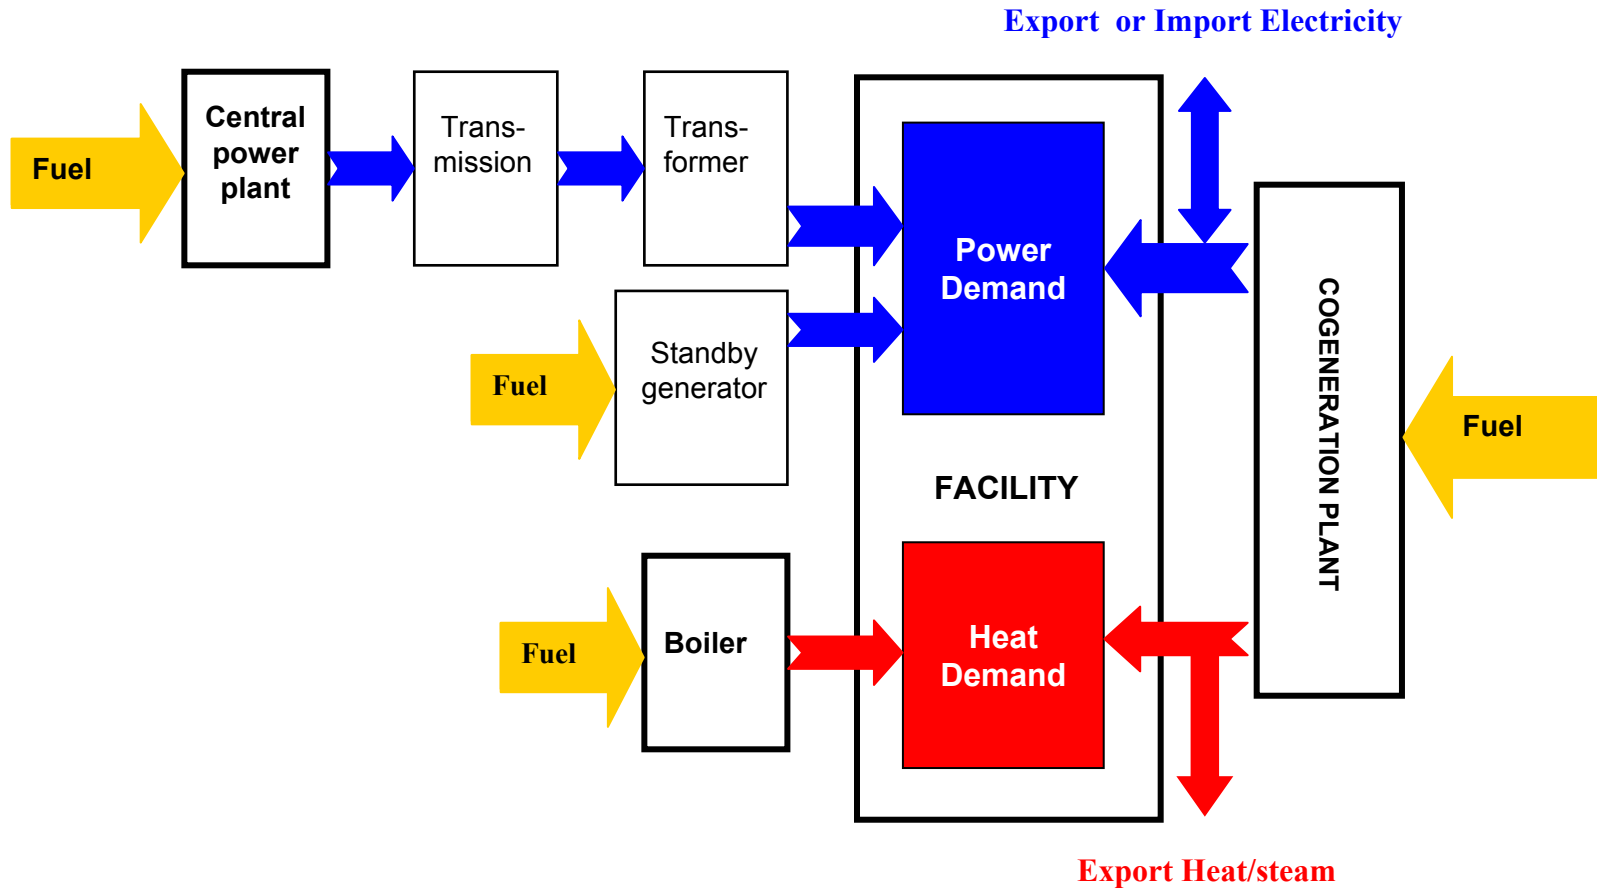 Export or Import Electricity
Central
power
plant
Trans-
mission
Trans-
former
Fuel
Power
Demand
Standby
generator
Fuel
COGENERATION PLANT
Fuel
FACILITY
Boiler
Fuel
Heat
Demand
Export Heat/steam